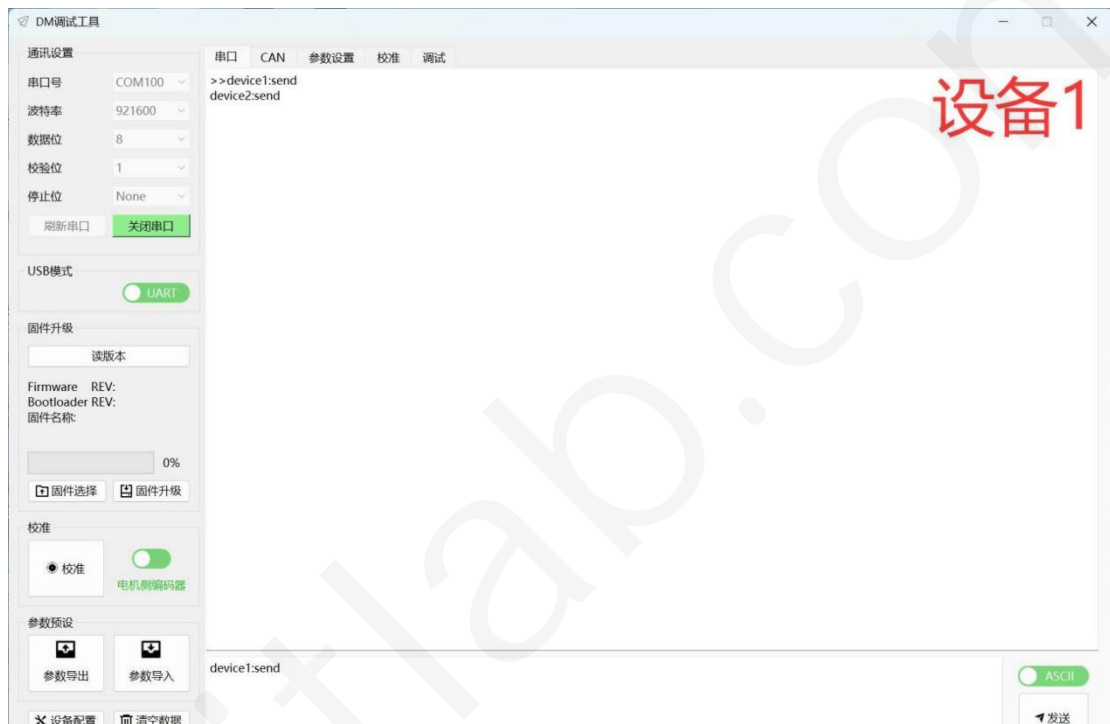 DM调试工具
通讯设置
串口号 COM100
波特率 921600
数据位 8
校验位 1
停止位 None
刷新串口 关闭串口
USB模式
UART
固件升级
读版本
Firmware REV:
Bootloader REV:
固件名称:
0%
固件选择 固件升级
校准
校准
电机侧编码器
参数预设
参数导出 参数导入
设备配置 清空数据
串口 CAN 参数设置 校准 调试
>>device1:send
device2:send
设备1
device1:send
ASCII
发送